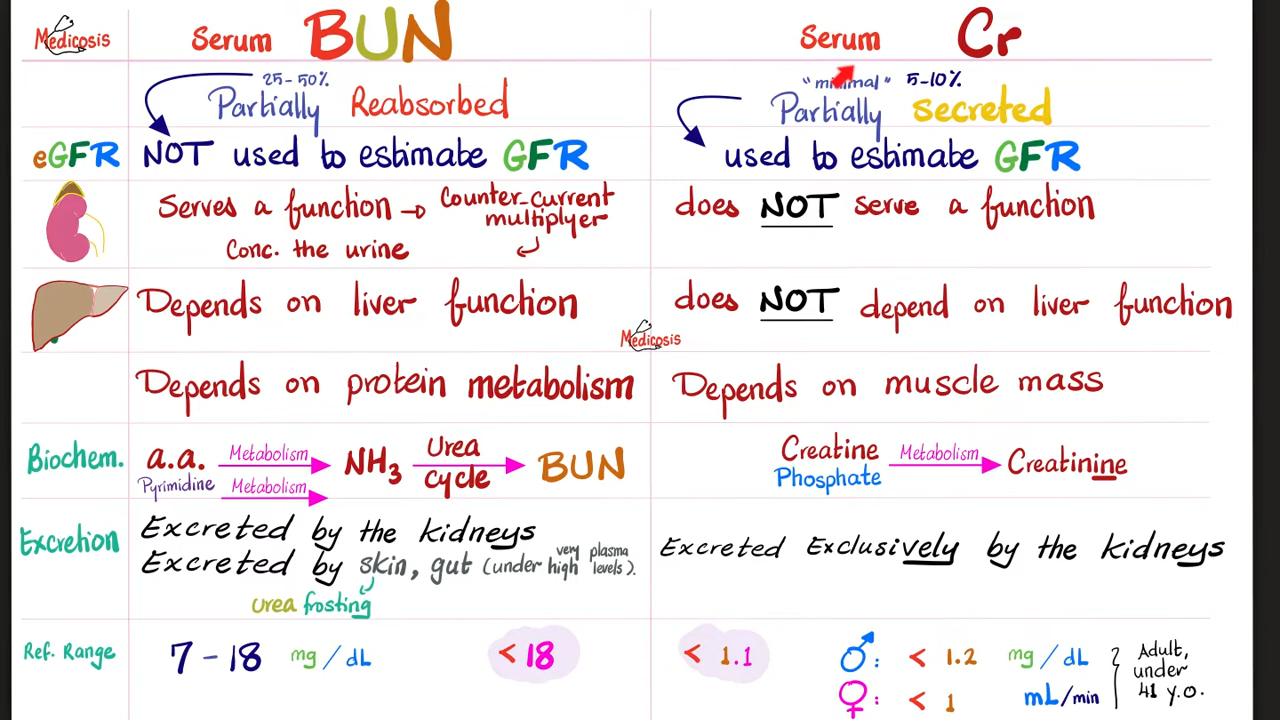 Medicosis
Serum BUN
Serum Cr
25-50%
Partially Reabsorbed
"minimal" 5-10%
Partially secreted
eGFR
NOT used to estimate GFR
used to estimate GFR
Serves a function → Counter-current
multiplyer
Conc. the urine
does NOT serve a function
Depends on liver function
does NOT depend on liver function
Medicosis
Depends on protein metabolism
Depends on muscle mass
Biochem.
a.a. Metabolism NH3 Urea cycle BUN
Pyrimidine Metabolism
Creatine Metabolism Creatinine
Phosphate
Excretion
Excreted by the kidneys
Excreted by skin, gut (under very high plasma levels).
urea frosting
Excreted Exclusively by the kidneys
Ref. Range
7-18 mg/dL
< 18
< 1.1
♂: < 1.2 mg/dL
♀: < 1 mL/min
Adult,
under
41 y.o.